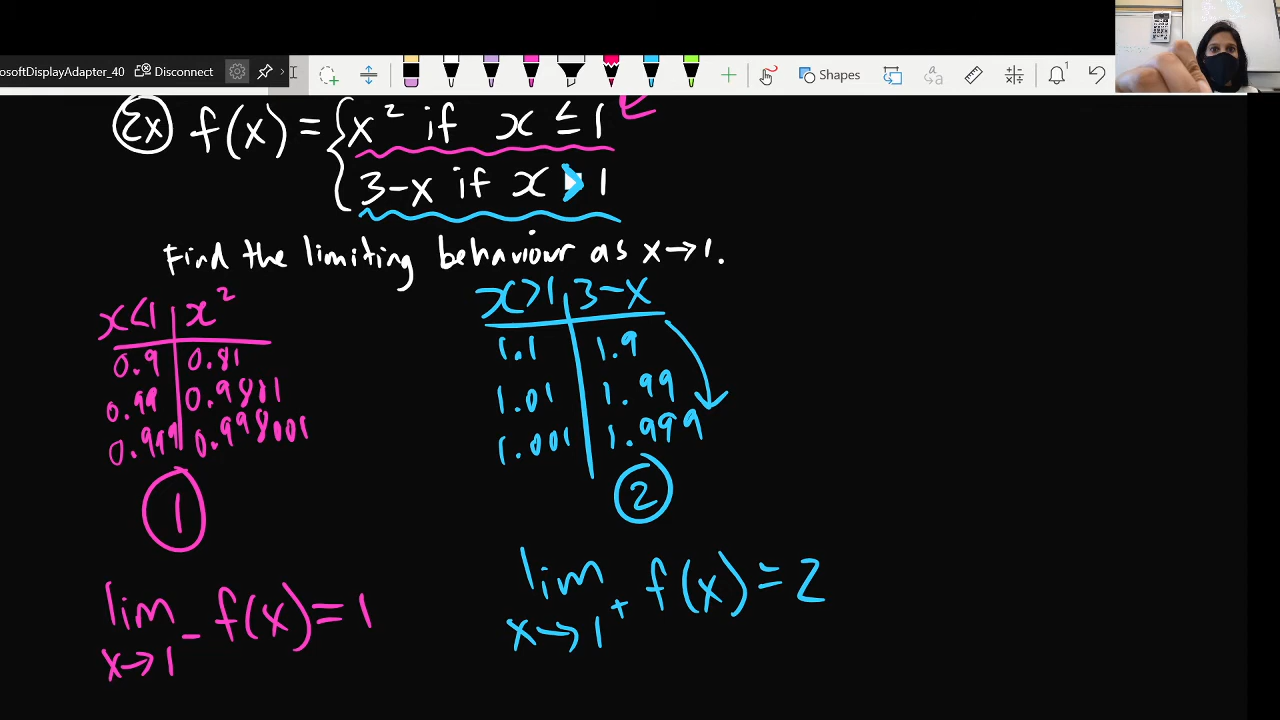 osoftDisplayAdapter_40 Disconnect
Shapes
1
Ex f(x) = { x² if x ≤ 1
3-x if x > 1
Find the limiting behaviour as x→1.
x<1 | x²
0.9 | 0.81
0.99 | 0.9801
0.999 | 0.998001
1
x>1 | 3-x
1.1 | 1.9
1.01 | 1.99
1.001 | 1.999
2
lim x→1⁻ f(x) = 1
lim x→1⁺ f(x) = 2